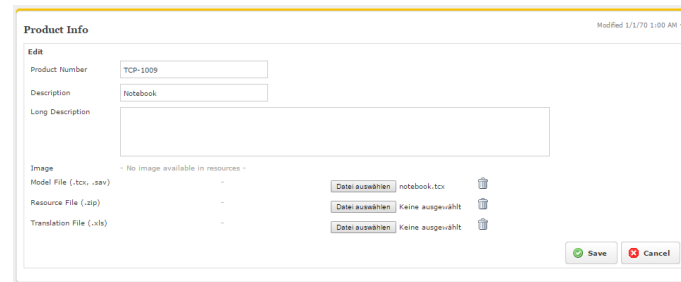 Product Info
Modified 1/1/70 1:00 AM -
Edit
Product Number TCP-1009
Description Notebook
Long Description
Image - No image available in resources -
Model File (.tcx, .sav) - Datei auswählen notebook.tcx
Resource File (.zip) - Datei auswählen Keine ausgewählt
Translation File (.xls) - Datei auswählen Keine ausgewählt
Save Cancel